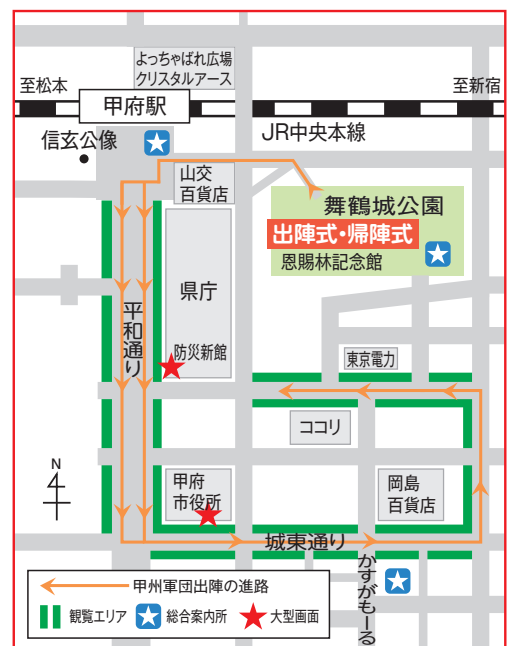 よっちゃばれ広場
クリスタルアース
至松本
至新宿
甲府駅
信玄公像
JR中央本線
山交
百貨店
舞鶴城公園
出陣式・帰陣式
恩賜林記念館
県庁
平和通り
防災新館
東京電力
ココリ
N
甲府
市役所
岡島
百貨店
城東通り
かすがもーる
甲州軍団出陣の進路
観覧エリア
総合案内所
大型画面